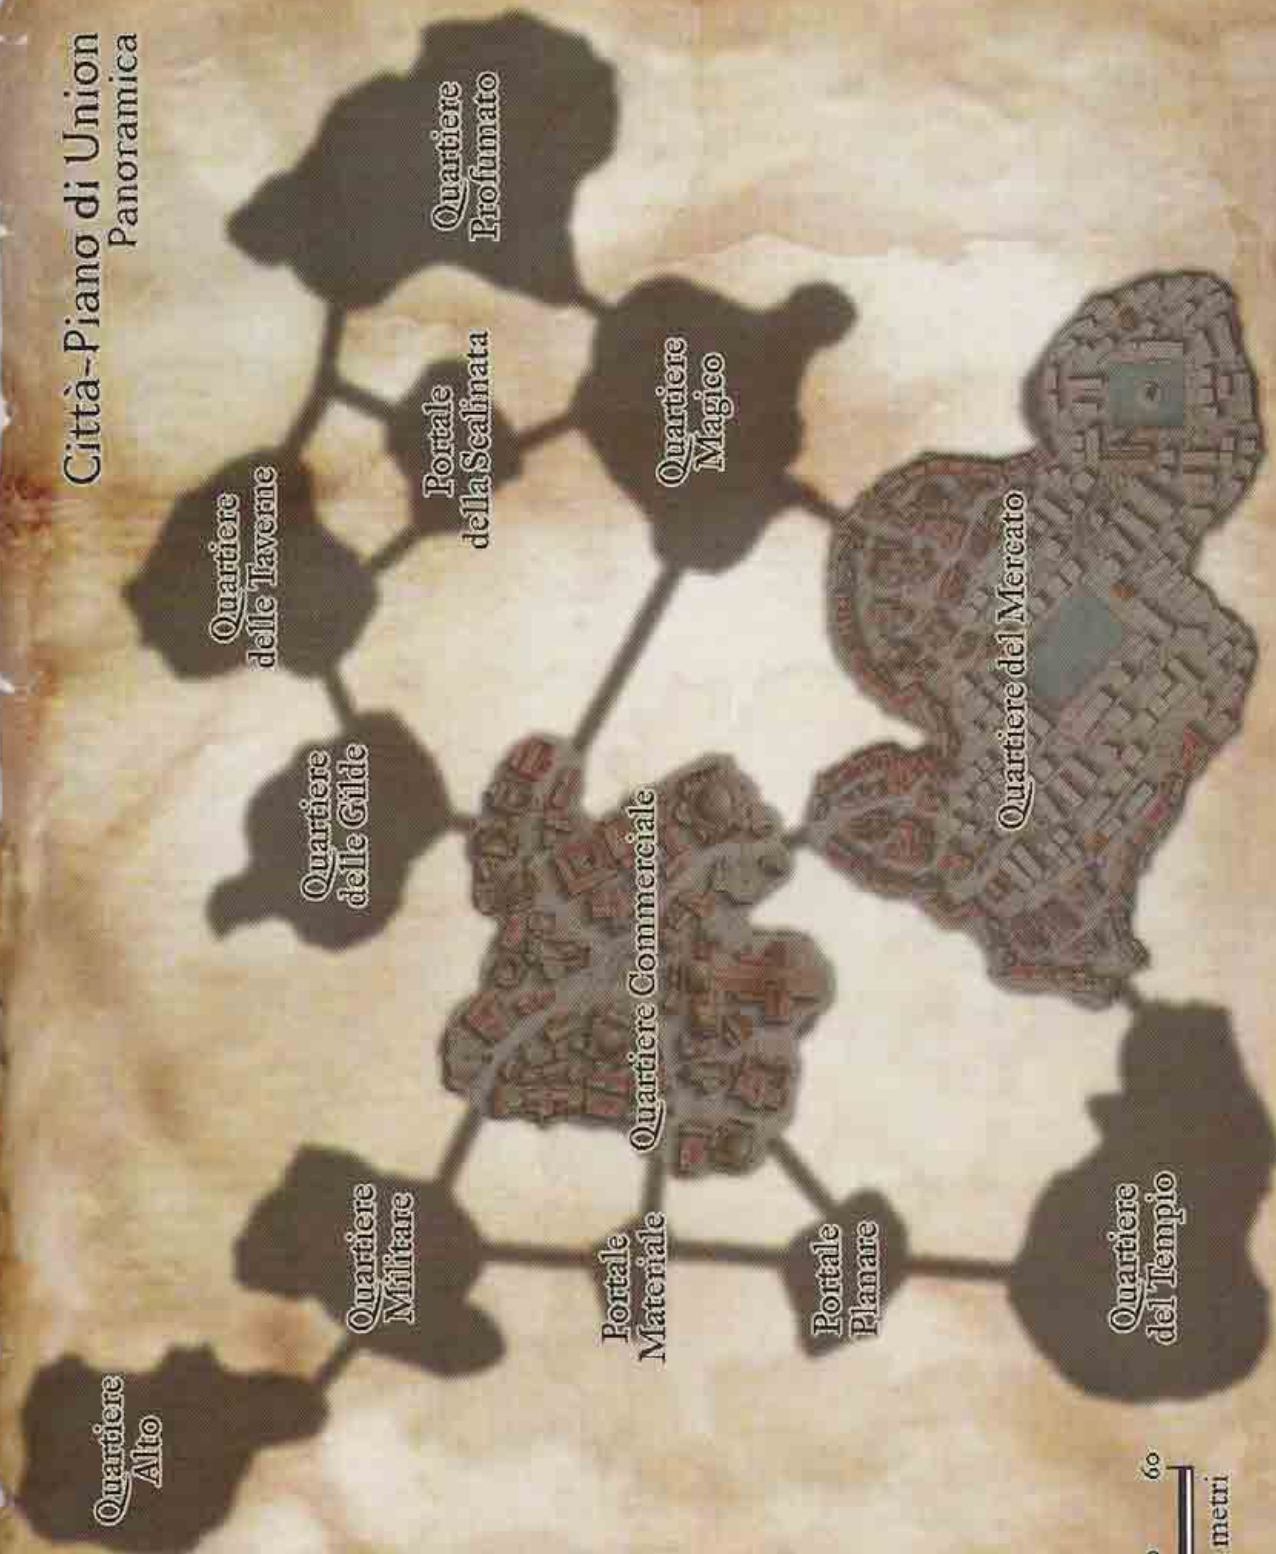 Città-Piano di Union
Panoramica
Quartiere
Alto
Quartiere
Militare
Quartiere
delle Gilde
Quartiere
delle Taverne
Portale
della Scalinata
Quartiere
Profumato
Quartiere
Magico
Portale
Materiale
Quartiere Commerciale
Portale
Planare
Quartiere del Mercato
Quartiere
del Tempio
60
metri